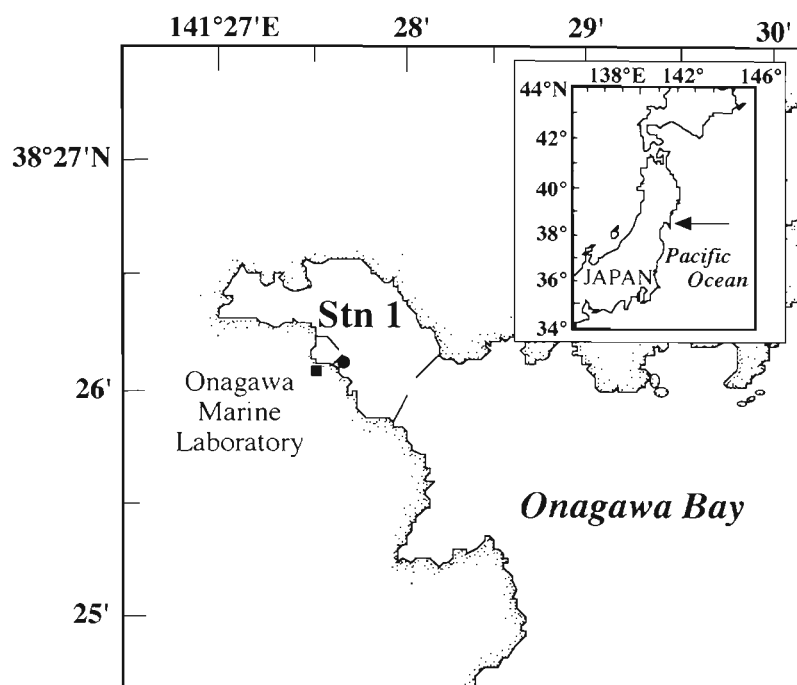 141°27'E 28' 29' 30'
138°E 142° 146°
44°N
42°
40°
38°
36°
34°
JAPAN
Pacific
Ocean
38°27'N
26'
25'
Stn 1
Onagawa
Marine
Laboratory
Onagawa Bay